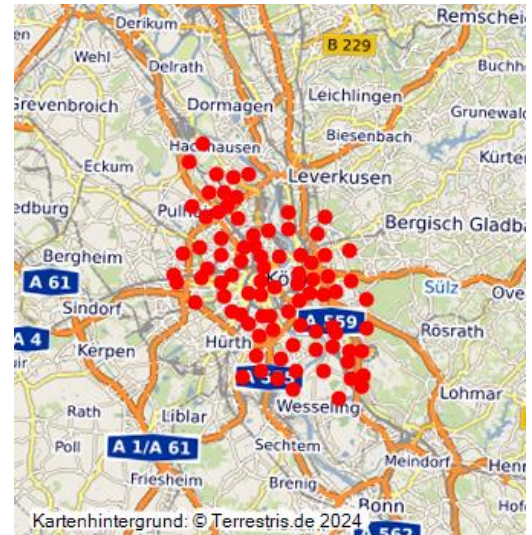 Remscheid
Derikum
B 229
Wehl
Delrath
Buchh
Grevenbroich
Dormagen
Leichlingen
Grunewald
Hackhausen
Biesenbach
Eckum
Leverkusen
Kürten
edburg
Pulheim
Bergisch Gladba
Bergheim
A 61
Köln
Sülz
Ove
Sindorf
A 559
Rösrath
A 4
Kerpen
Hürth
Lohmar
Rath
Liblar
Wesseling
Poll
A 1/A 61
Sechtem
Meindorf
Henn
Friesheim
Brenig
Bonn
Kartenhintergrund: © Terrestris.de 2024
A 562